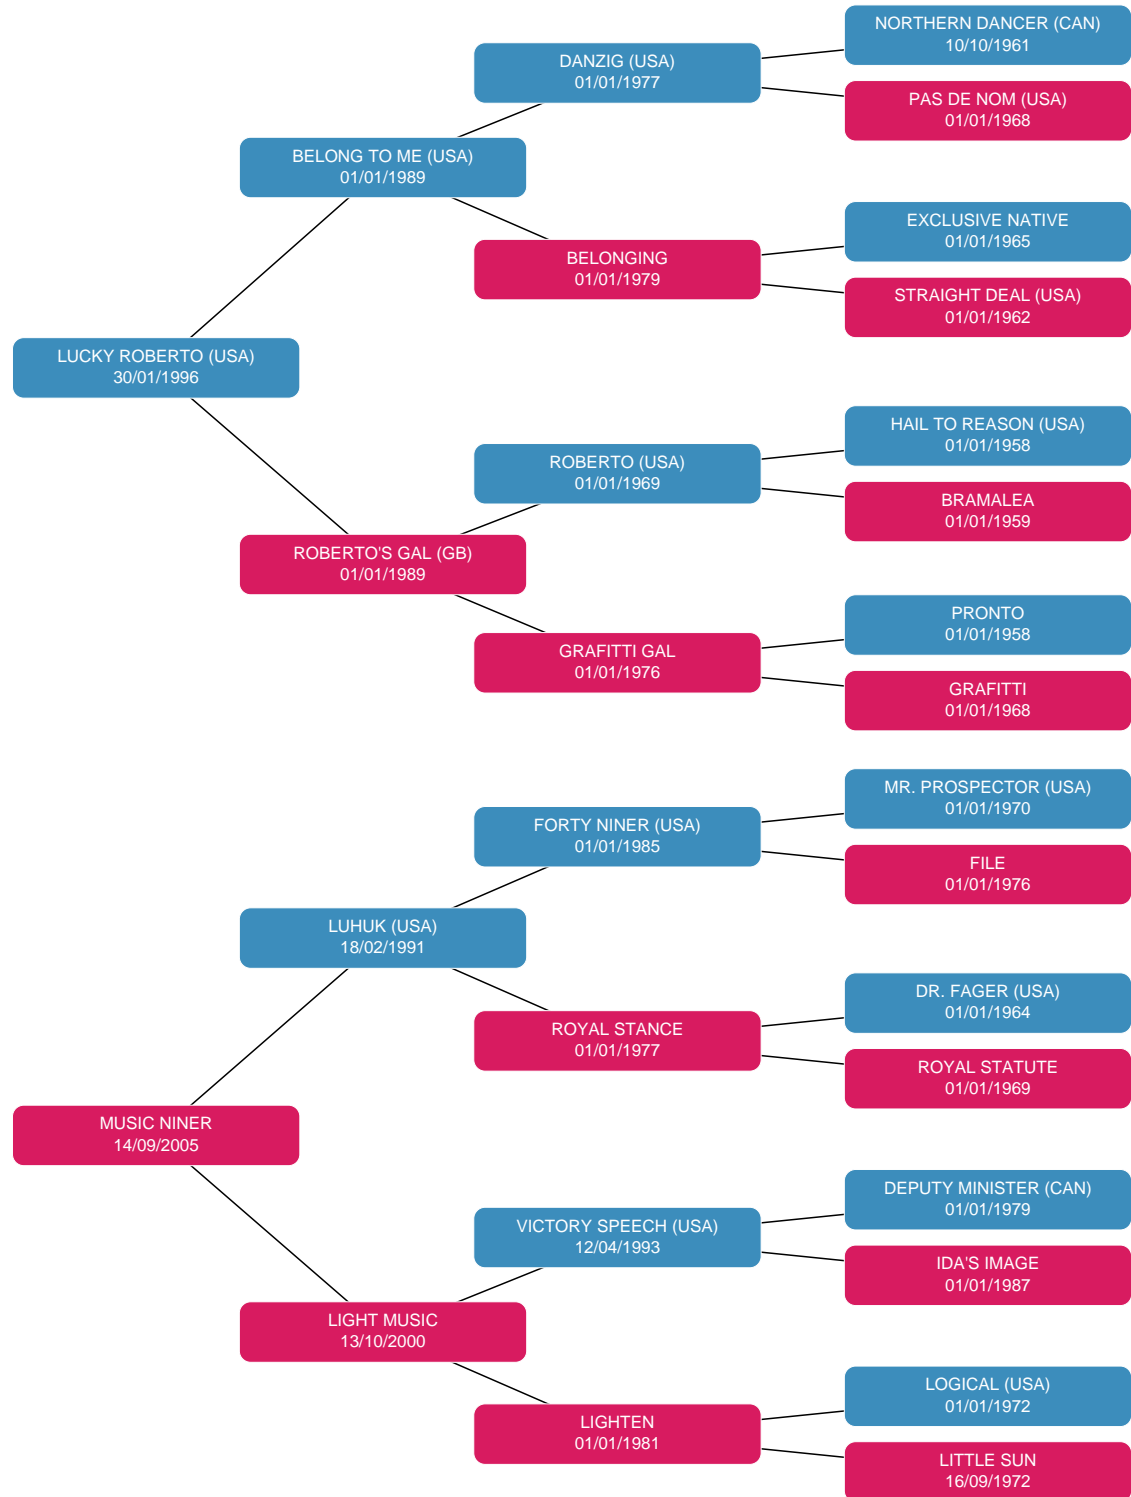 NORTHERN DANCER (CAN)
10/10/1961
DANZIG (USA)
01/01/1977
PAS DE NOM (USA)
01/01/1968
BELONG TO ME (USA)
01/01/1989
EXCLUSIVE NATIVE
01/01/1965
BELONGING
01/01/1979
STRAIGHT DEAL (USA)
01/01/1962
LUCKY ROBERTO (USA)
30/01/1996
HAIL TO REASON (USA)
01/01/1958
ROBERTO (USA)
01/01/1969
BRAMALEA
01/01/1959
ROBERTO'S GAL (GB)
01/01/1989
PRONTO
01/01/1958
GRAFITTI GAL
01/01/1976
GRAFITTI
01/01/1968
MR. PROSPECTOR (USA)
01/01/1970
FORTY NINER (USA)
01/01/1985
FILE
01/01/1976
LUHUK (USA)
18/02/1991
DR. FAGER (USA)
01/01/1964
ROYAL STANCE
01/01/1977
ROYAL STATUTE
01/01/1969
MUSIC NINER
14/09/2005
DEPUTY MINISTER (CAN)
01/01/1979
VICTORY SPEECH (USA)
12/04/1993
IDA'S IMAGE
01/01/1987
LIGHT MUSIC
13/10/2000
LOGICAL (USA)
01/01/1972
LIGHTEN
01/01/1981
LITTLE SUN
16/09/1972